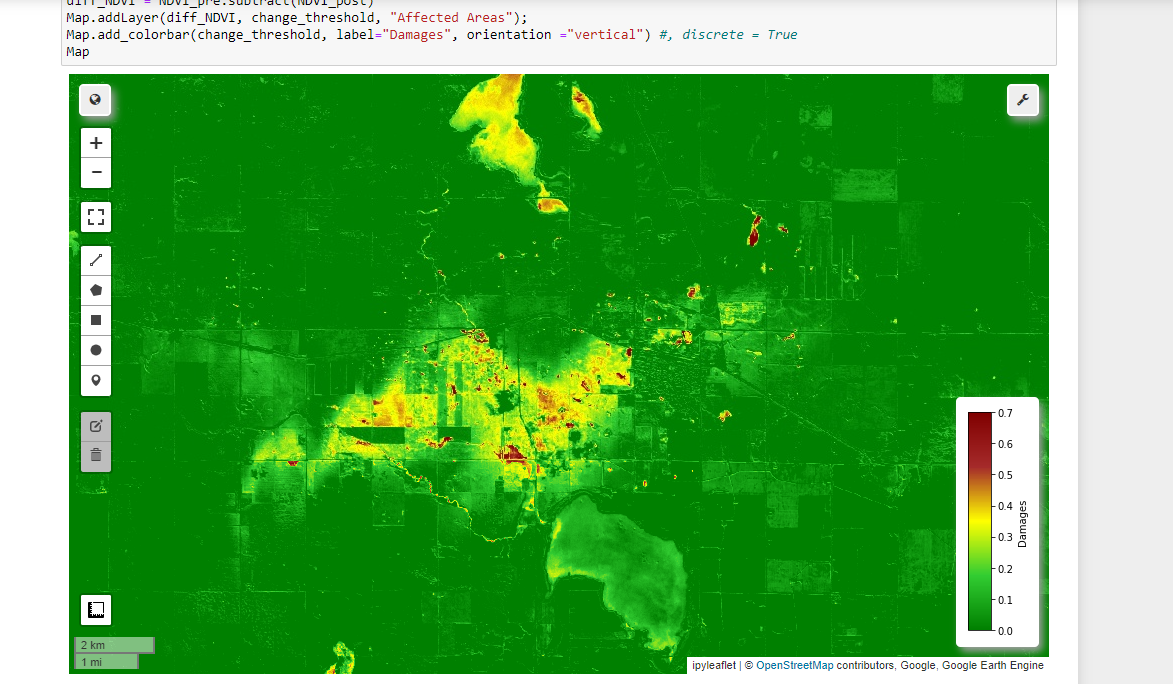 diff_NDVI = NDVI_pre.subtract(NDVI_post)
Map.addLayer(diff_NDVI, change_threshold, "Affected Areas");
Map.add_colorbar(change_threshold, label="Damages", orientation ="vertical") #, discrete = True
Map
+
−
0.7
0.6
0.5
0.4
0.3
0.2
0.1
0.0
Damages
2 km
1 mi
ipyleaflet | © OpenStreetMap contributors, Google, Google Earth Engine